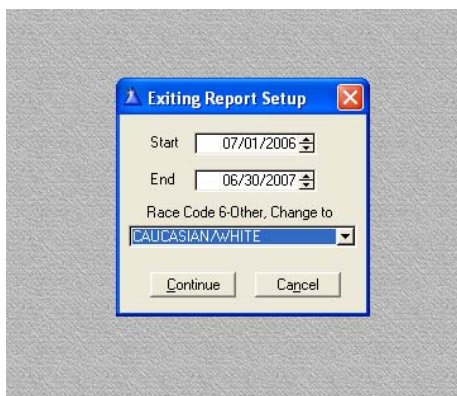 Exiting Report Setup
Start 07/01/2006
End 06/30/2007
Race Code 6-Other, Change to
CAUCASIAN/WHITE
Continue Cancel